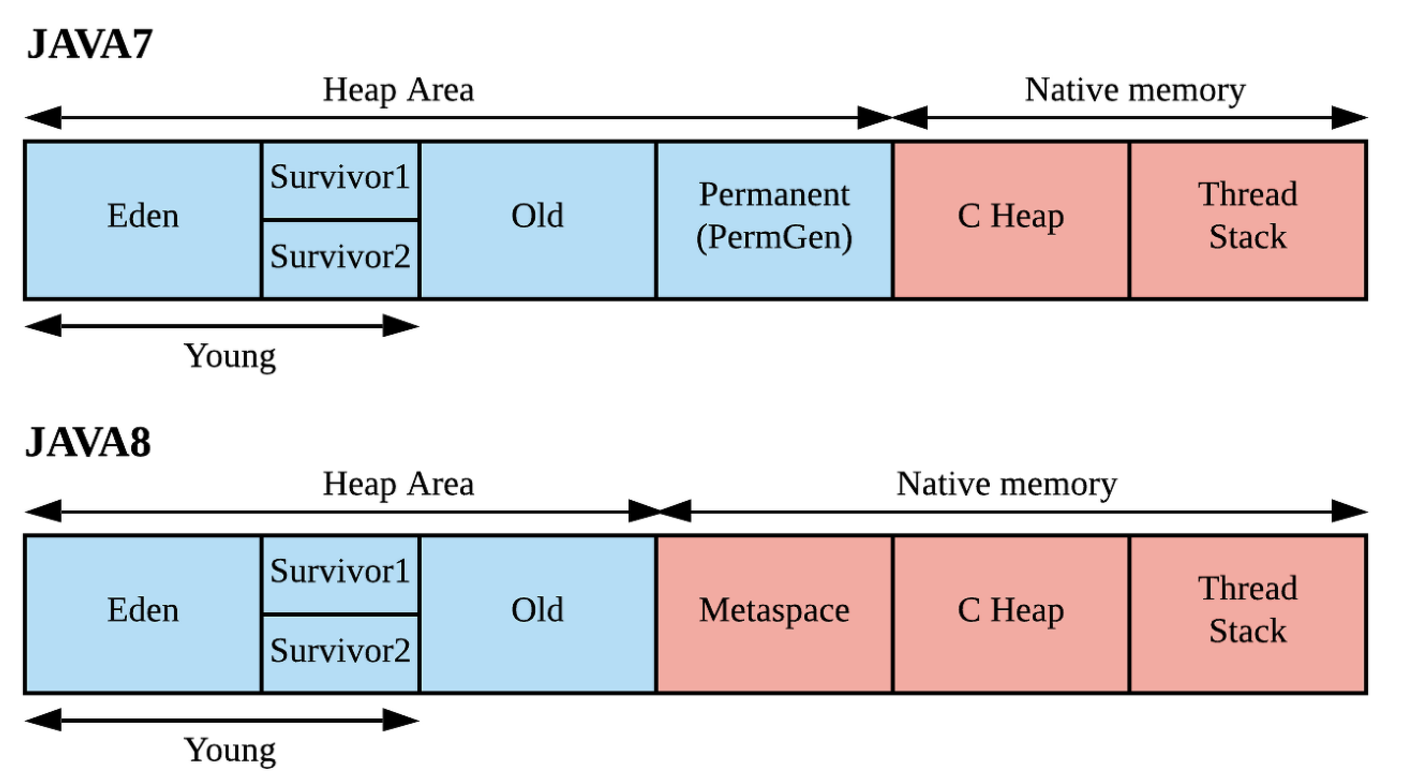 JAVA7
Heap Area
Native memory
Eden
Survivor1
Survivor2
Old
Permanent
(PermGen)
C Heap
Thread
Stack
Young
JAVA8
Heap Area
Native memory
Eden
Survivor1
Survivor2
Old
Metaspace
C Heap
Thread
Stack
Young